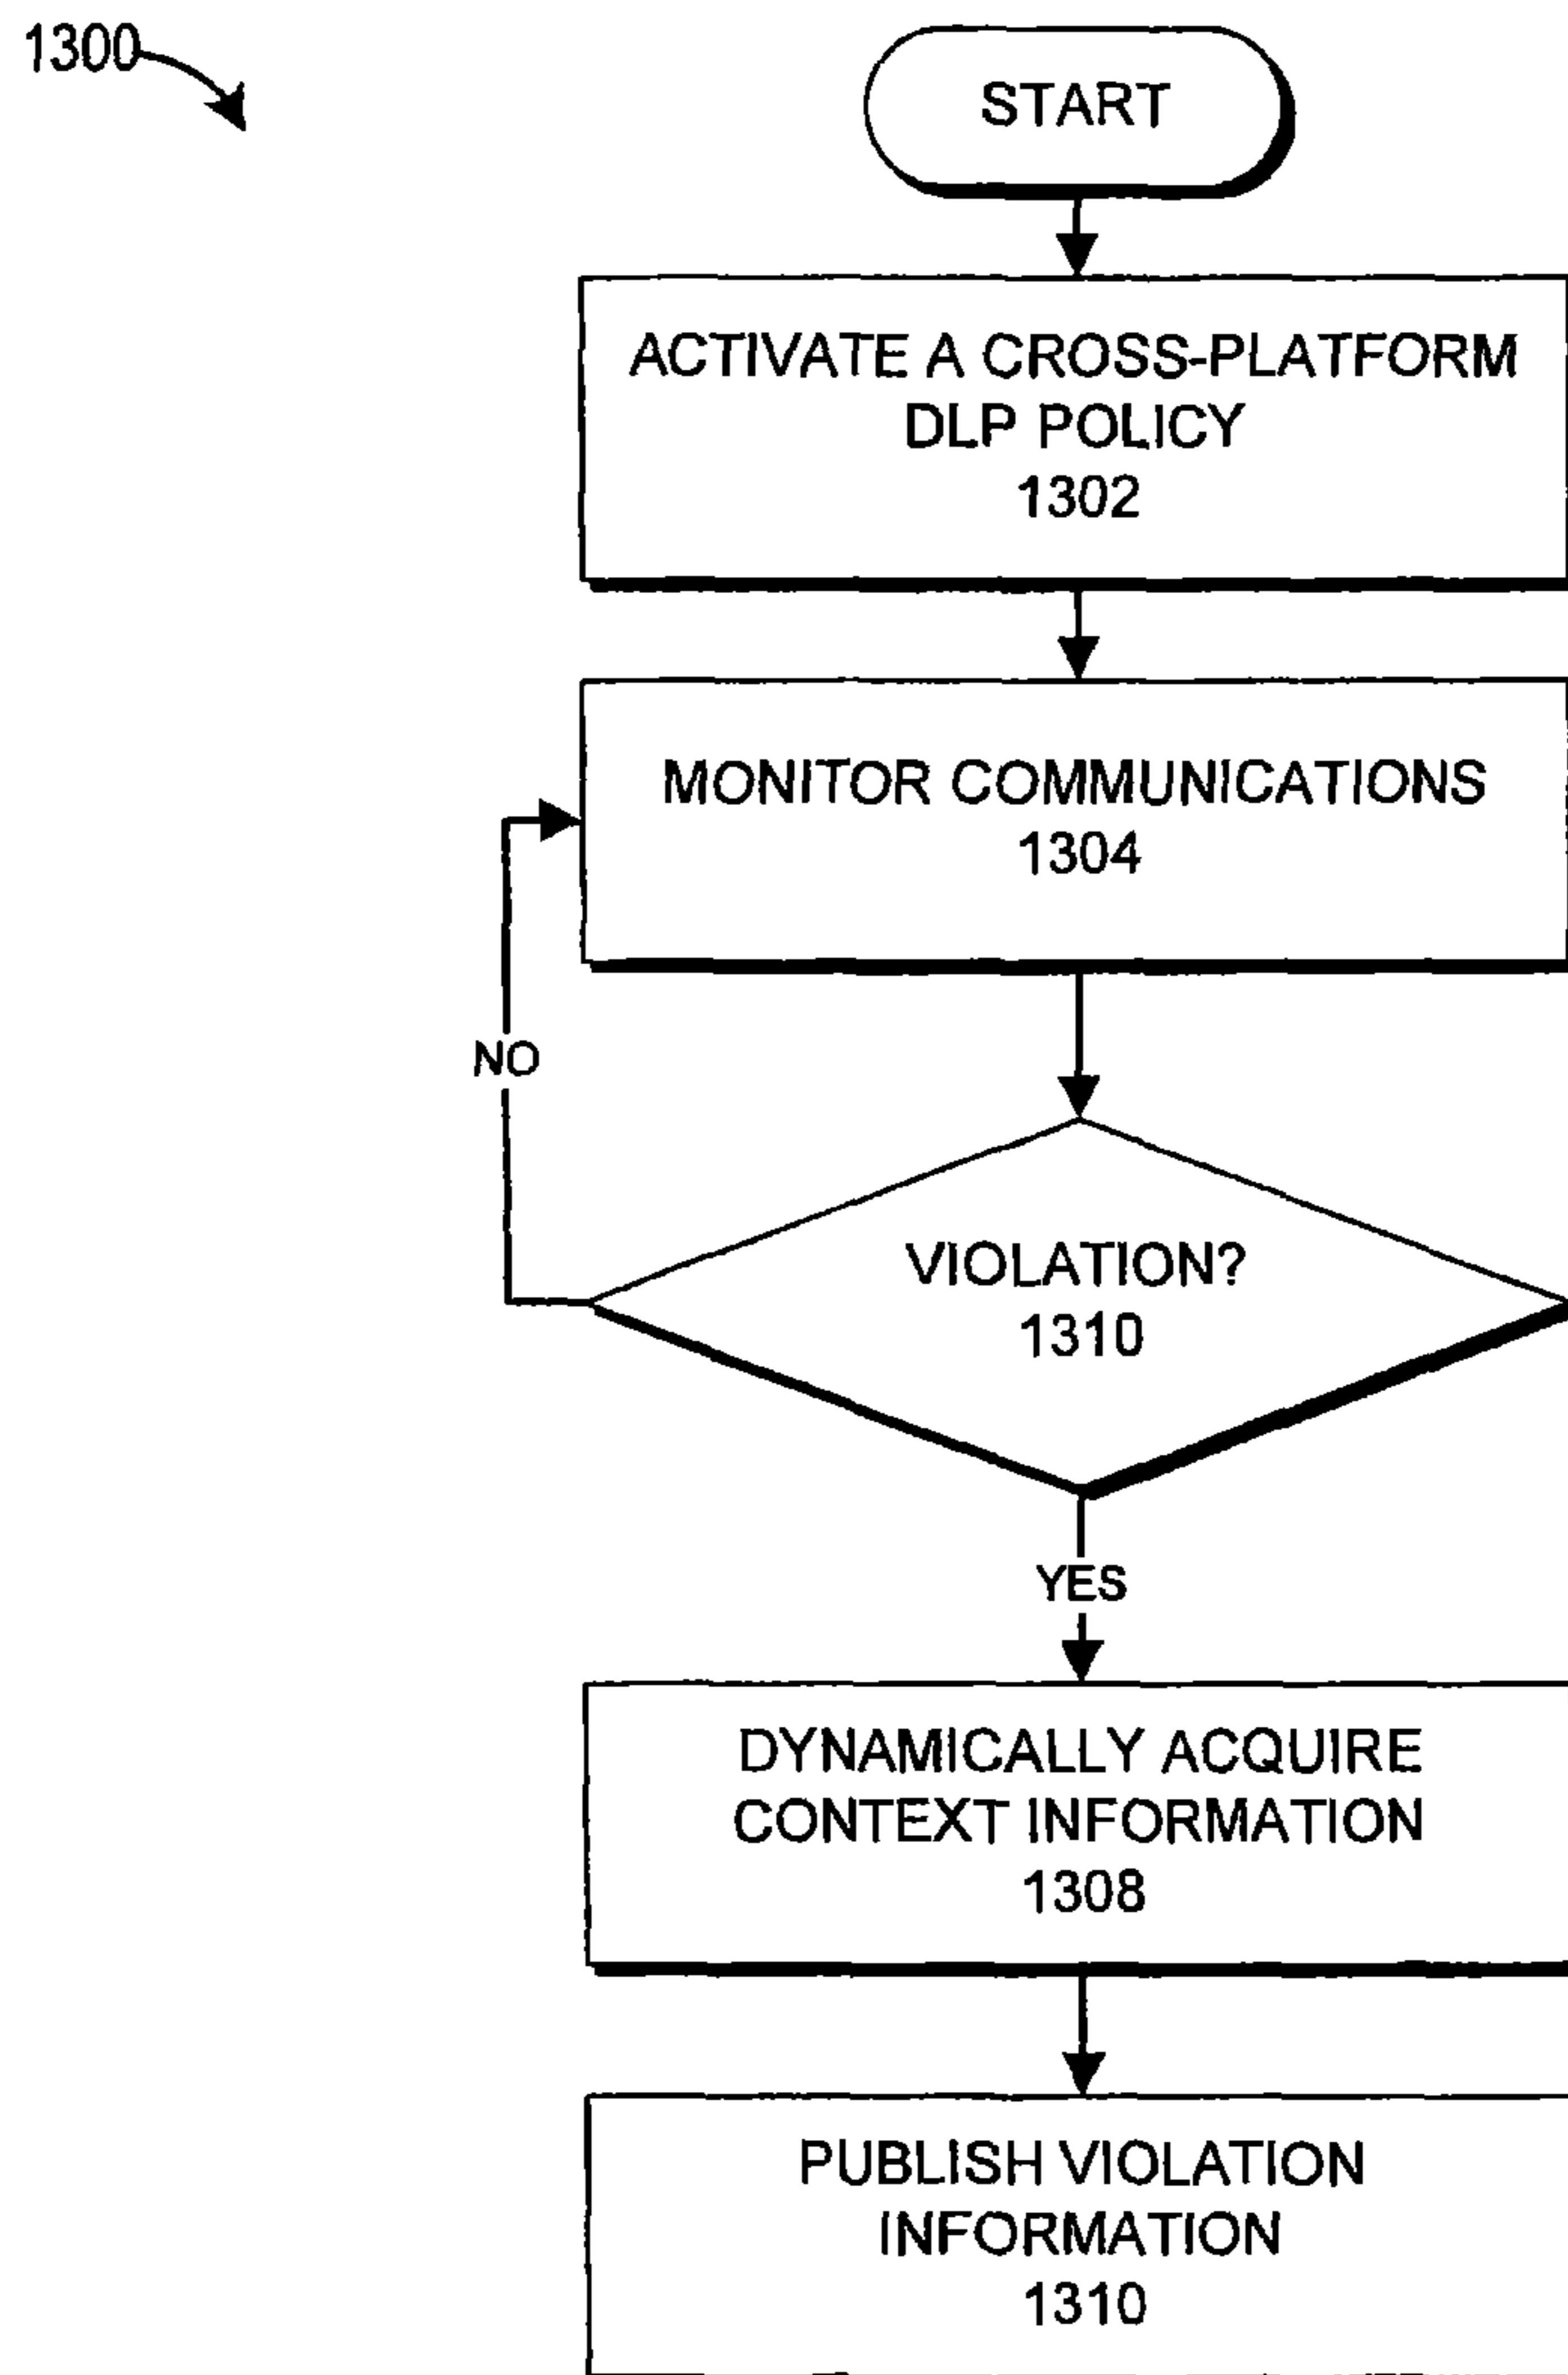 1300
START
ACTIVATE A CROSS-PLATFORM
DLP POLICY
1302
MONITOR COMMUNICATIONS
1304
NO
VIOLATION?
1310
YES
DYNAMICALLY ACQUIRE
CONTEXT INFORMATION
1308
PUBLISH VIOLATION
INFORMATION
1310